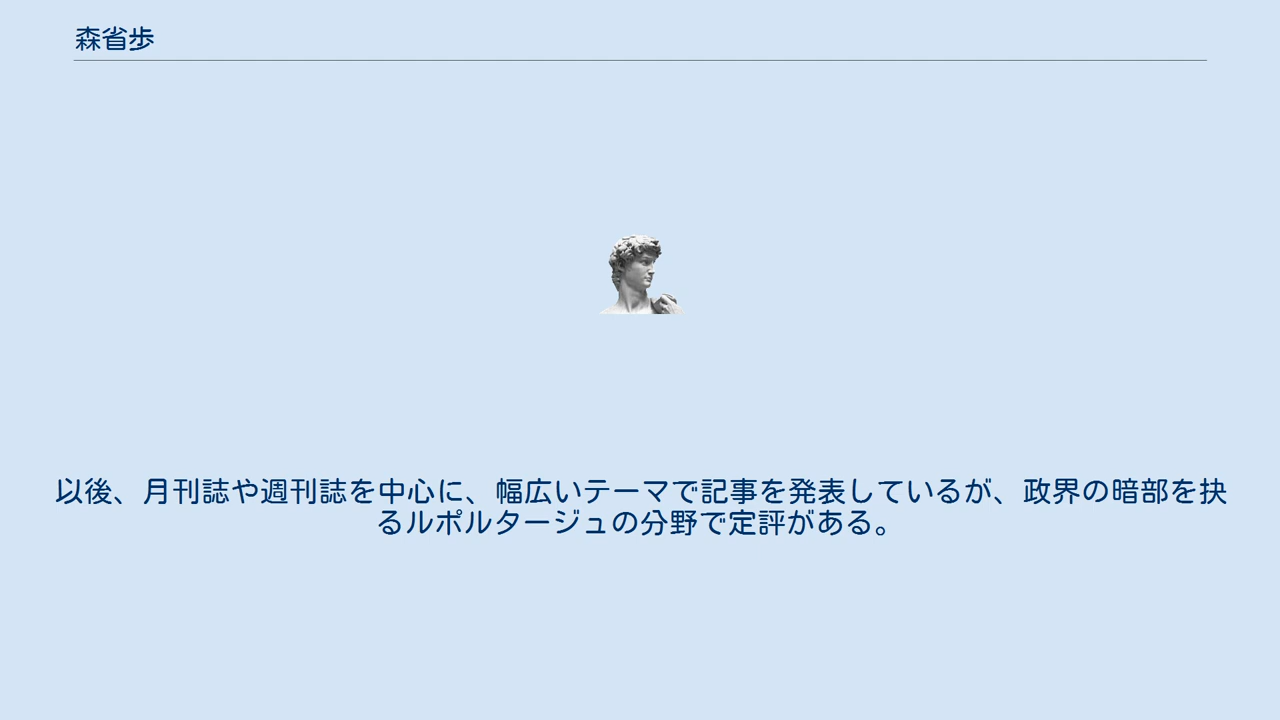 森省歩
以後、月刊誌や週刊誌を中心に、幅広いテーマで記事を発表しているが、政界の暗部を抉
るルポルタージュの分野で定評がある。